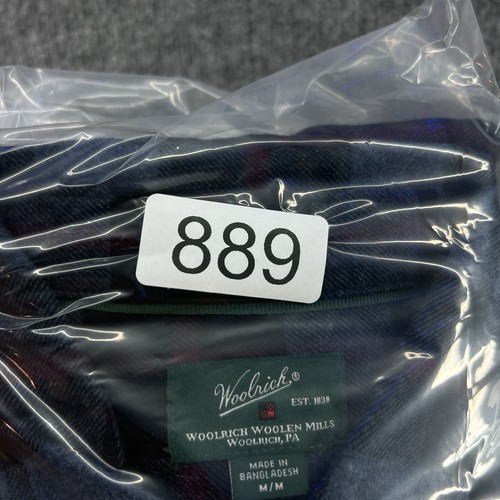 889
Woolrich®
EST. 1830
WOOLRICH WOOLEN MILLS
WOOLRICH, PA
MADE IN
BANGLADESH
M/M